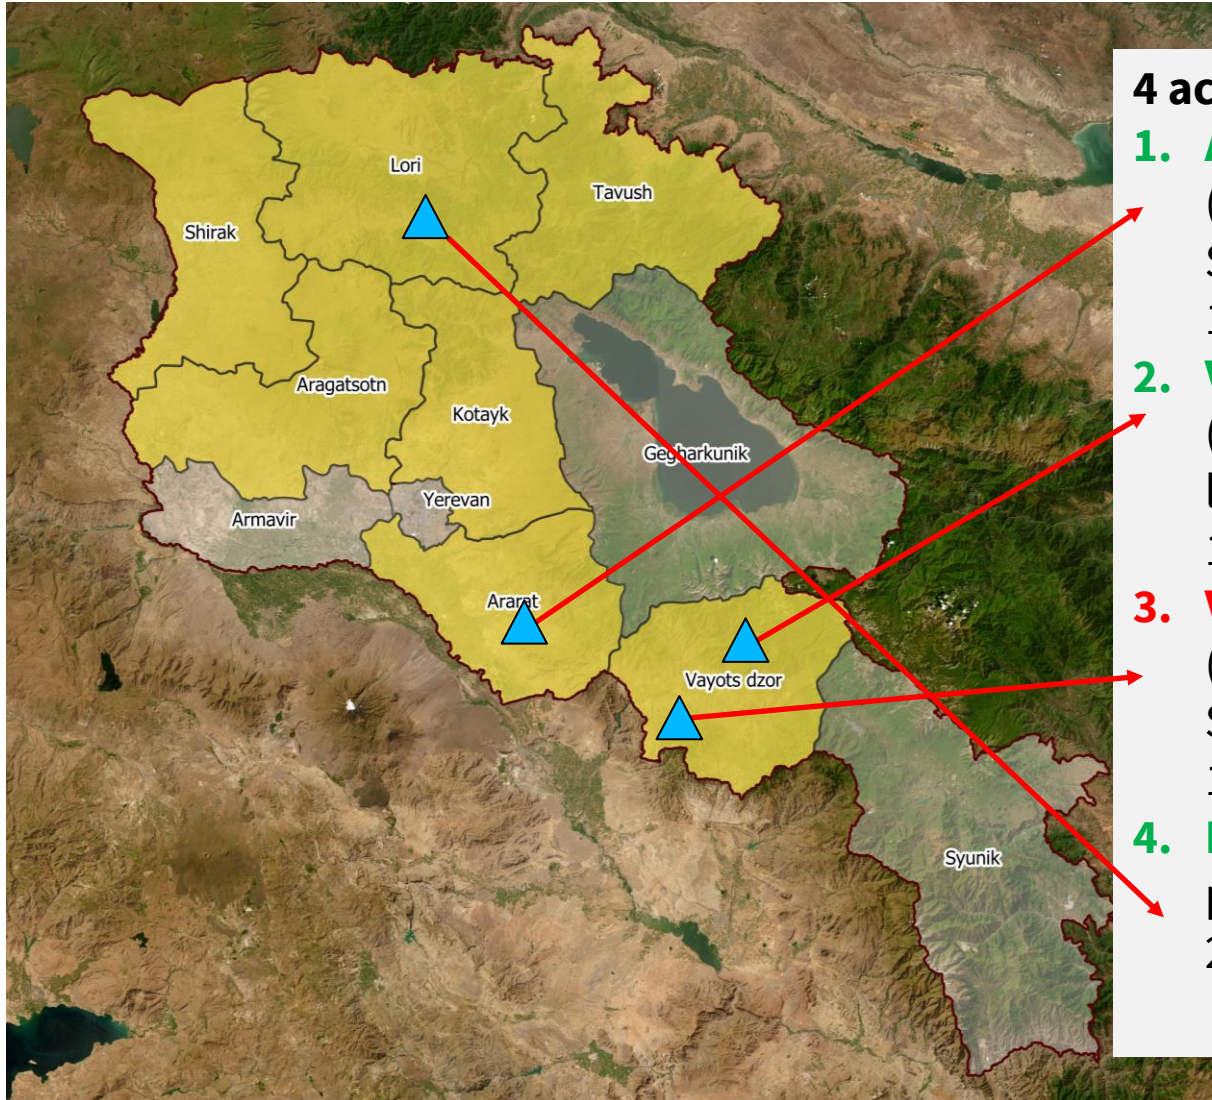 Lori
Tavush
Shirak
Aragatsotn
Kotayk
Gegharkunik
Yerevan
Armavir
Ararat
Vayots dzor
Syunik
4 ac
1.
(
2.
(
3.
(
4.